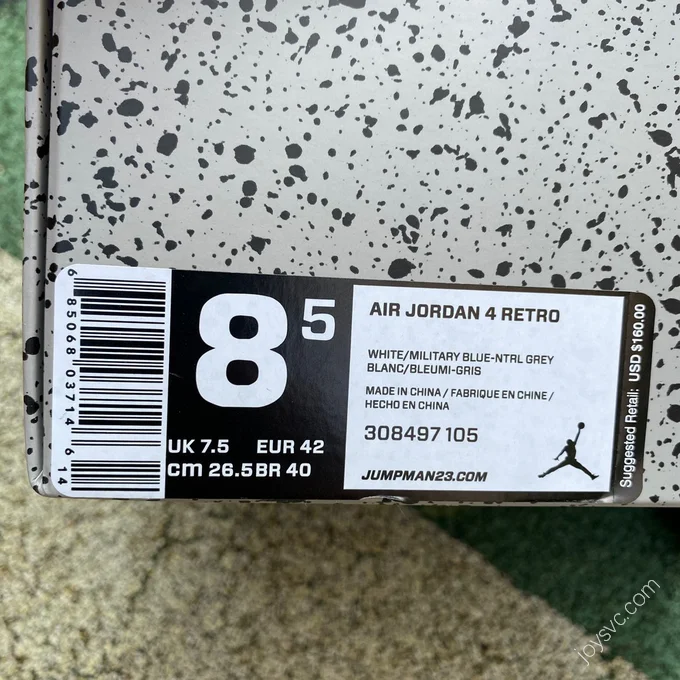 6 85068 03714 6 14
8 5
UK 7.5 EUR 42
cm 26.5 BR 40
AIR JORDAN 4 RETRO
WHITE/MILITARY BLUE-NTRL GREY
BLANC/BLEUMI-GRIS
MADE IN CHINA / FABRIQUE EN CHINE /
HECHO EN CHINA
308497 105
JUMPMAN23.COM
Suggested Retail: USD $160.00
joysvc.com